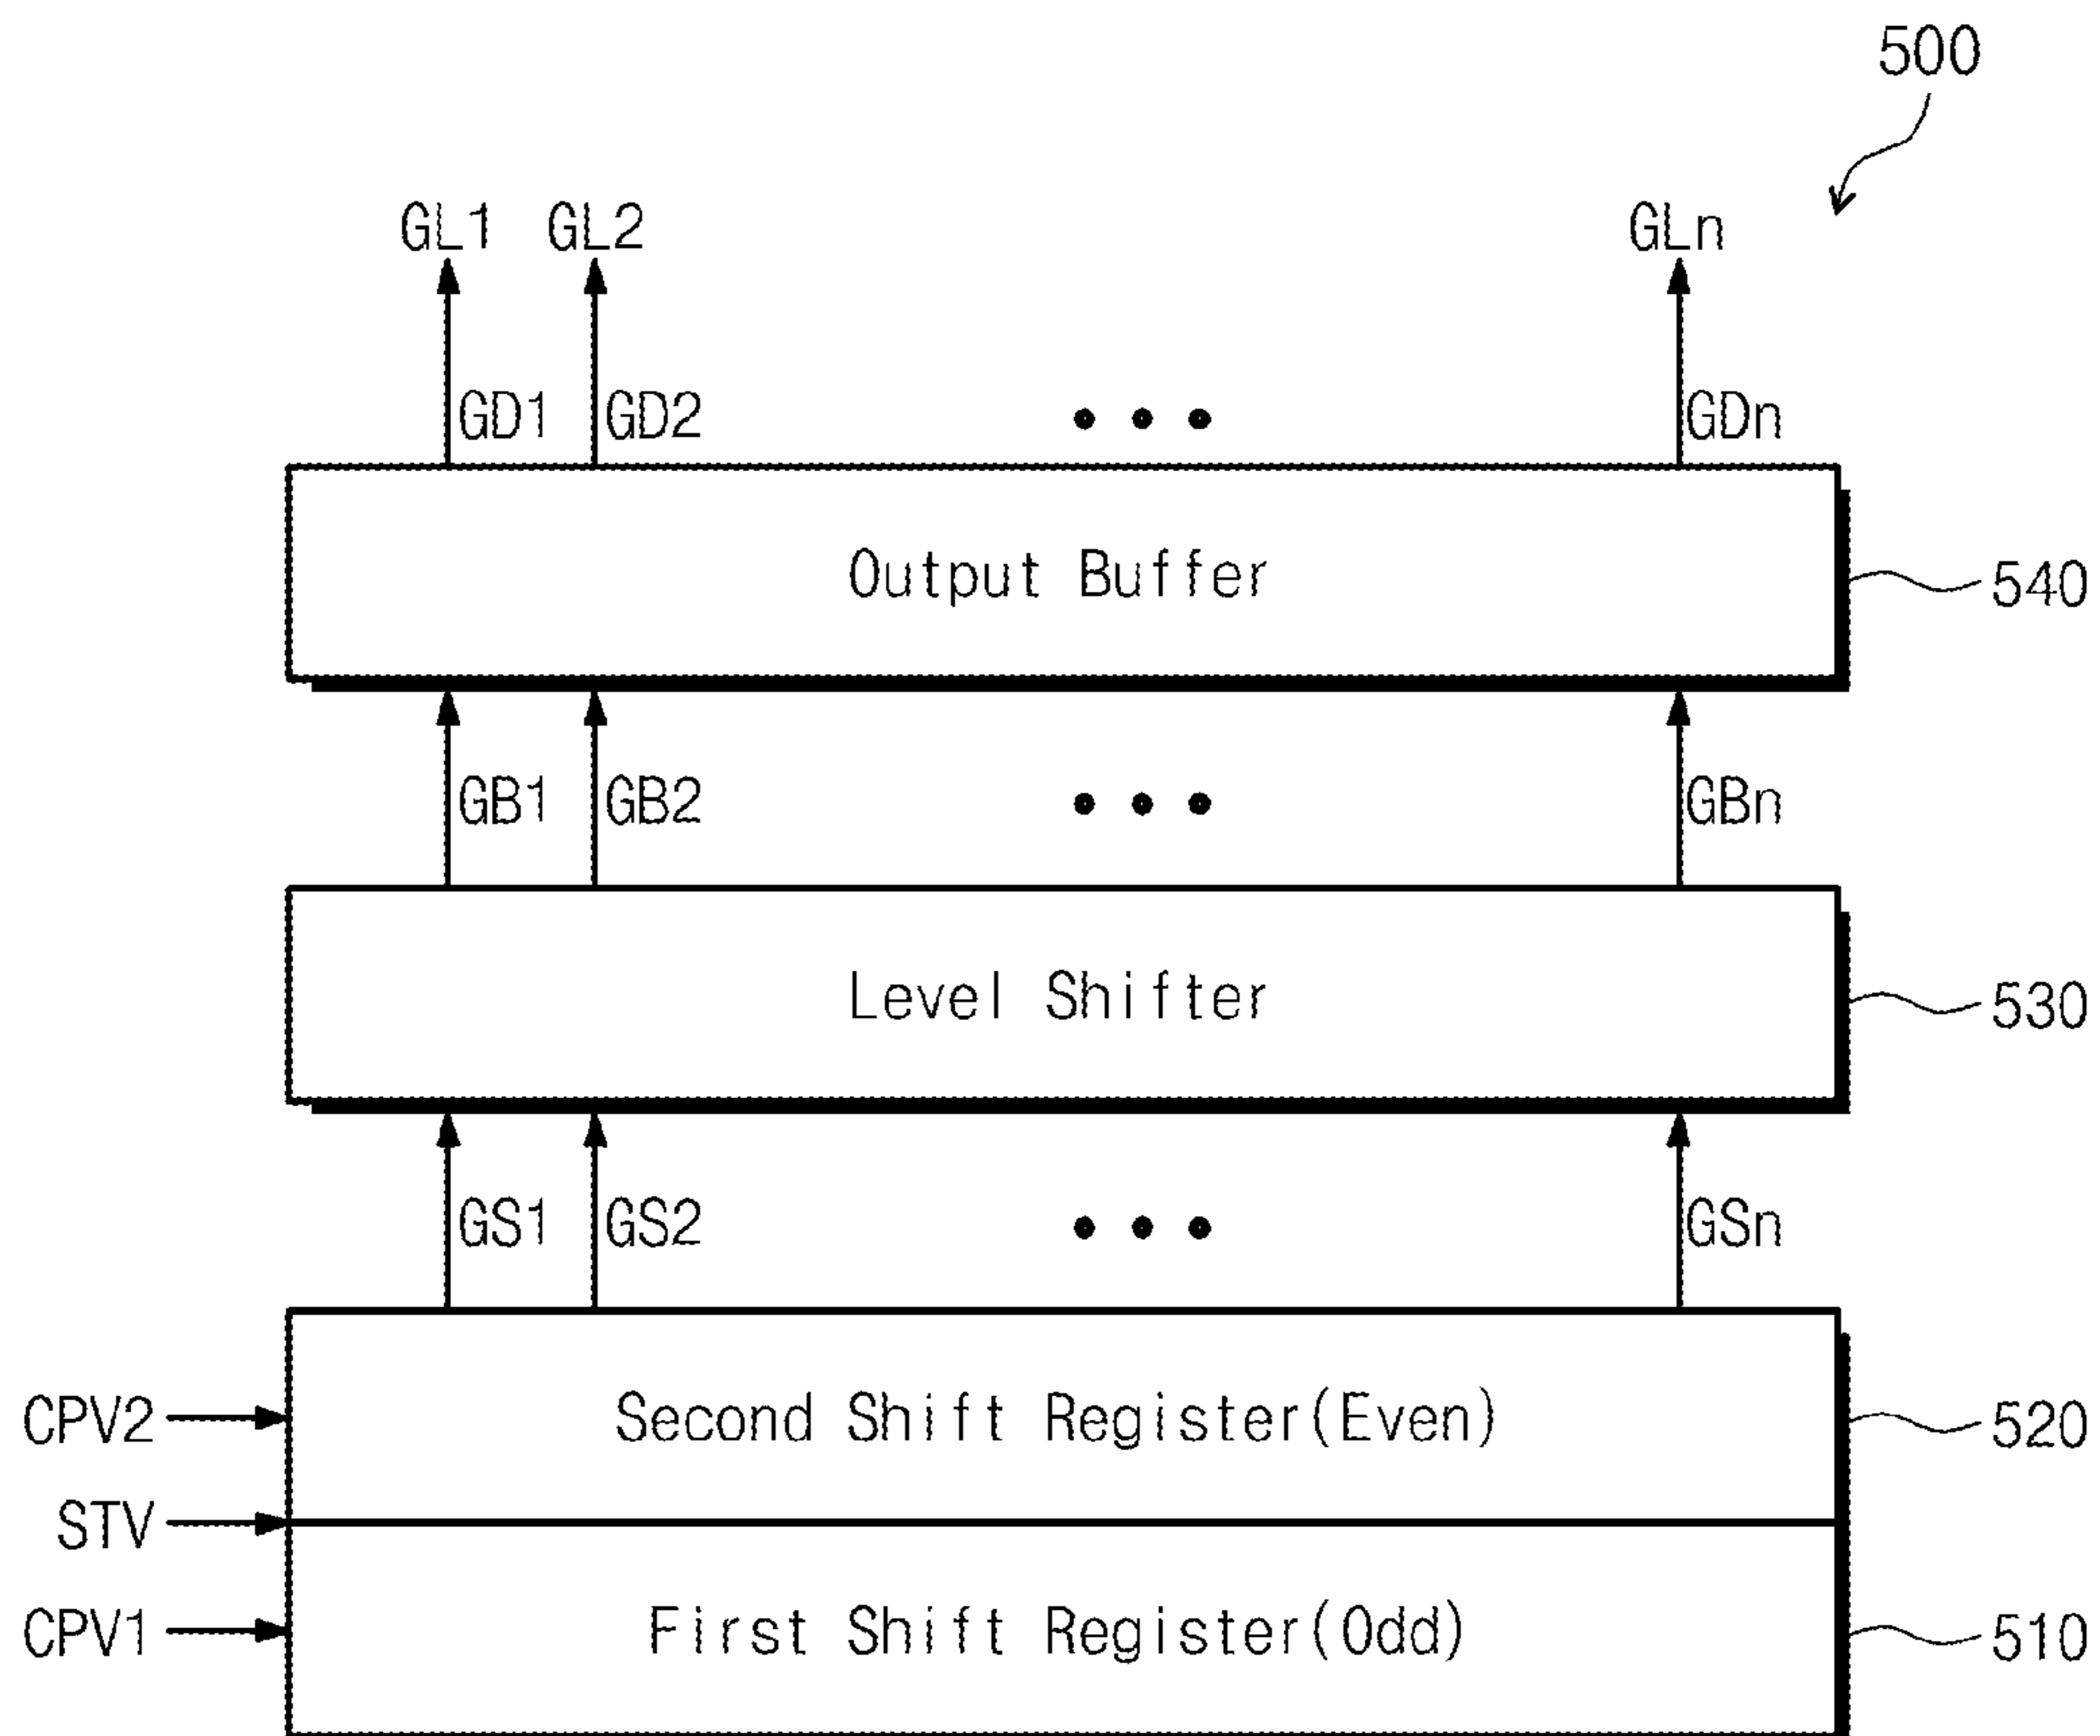 500
GL1 GL2 GLn
GD1 GD2 GDn
Output Buffer 540
GB1 GB2 GBn
Level Shifter 530
GS1 GS2 GSn
CPV2 Second Shift Register(Even) 520
STV
CPV1 First Shift Register(Odd) 510